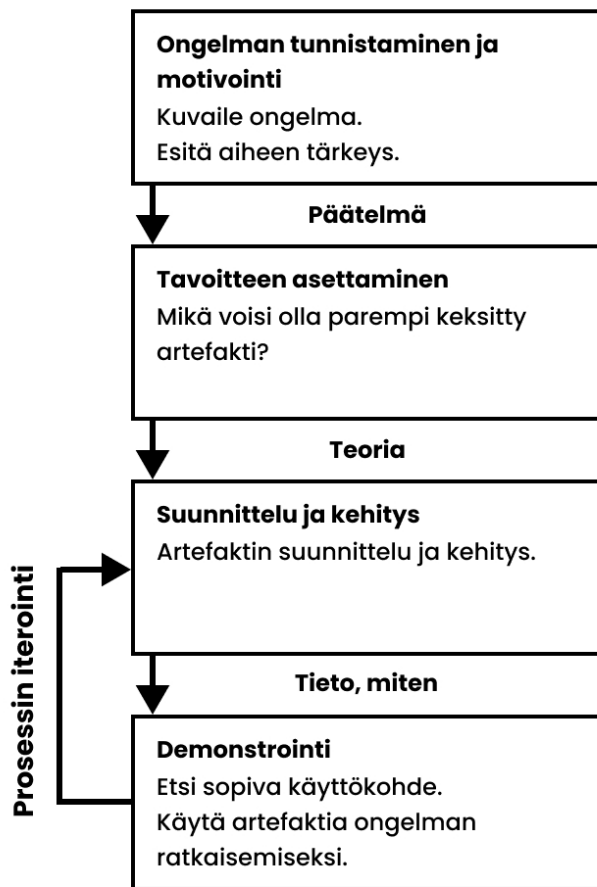 Ongelman tunnistaminen ja
motivointi
Kuvaile ongelma.
Esitä aiheen tärkeys.
Päätelmä
Tavoitteen asettaminen
Mikä voisi olla parempi keksitty
artefakti?
Teoria
Suunnittelu ja kehitys
Artefaktin suunnittelu ja kehitys.
Prosessin iterointi
Tieto, miten
Demonstrointi
Etsi sopiva käyttökohde.
Käytä artefaktia ongelman
ratkaisemiseksi.